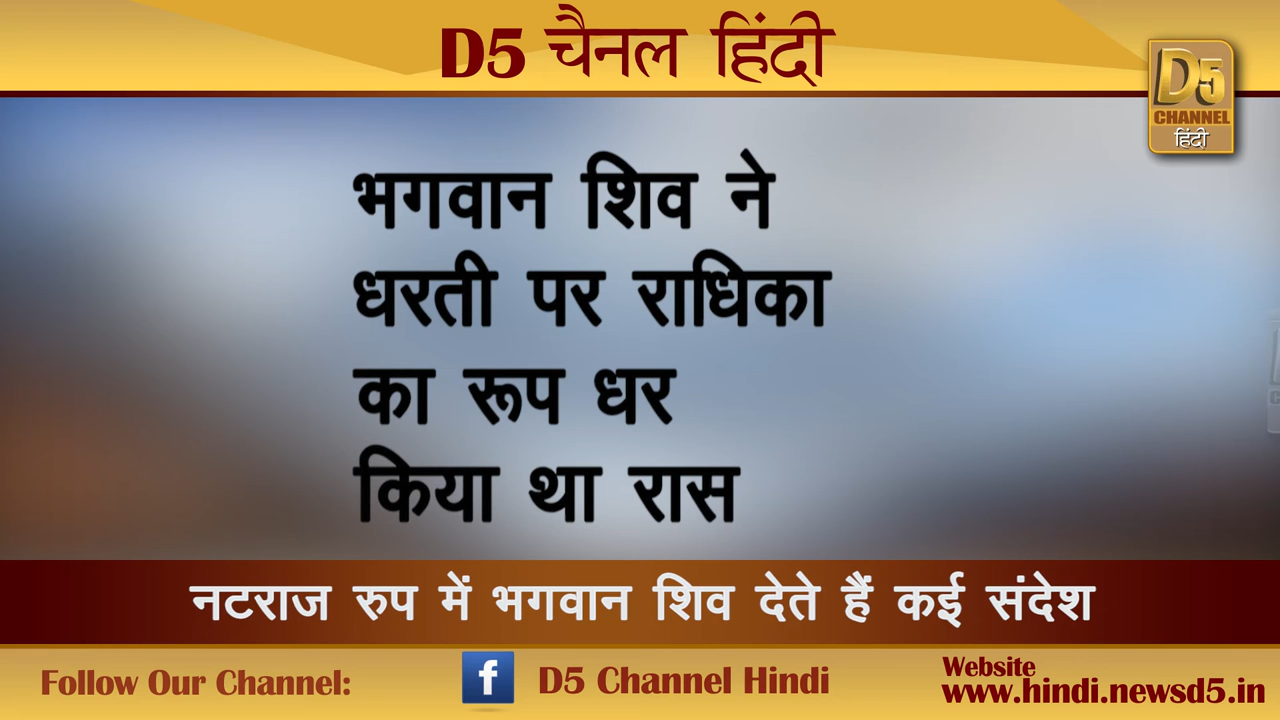 D5 चैनल हिंदी
D5
CHANNEL
हिंदी
भगवान शिव ने
धरती पर राधिका
का रूप धर
किया था रास
नटराज रुप में भगवान शिव देते हैं कई संदेश
Follow Our Channel:
f
D5 Channel Hindi
Website
www.hindi.newsd5.in